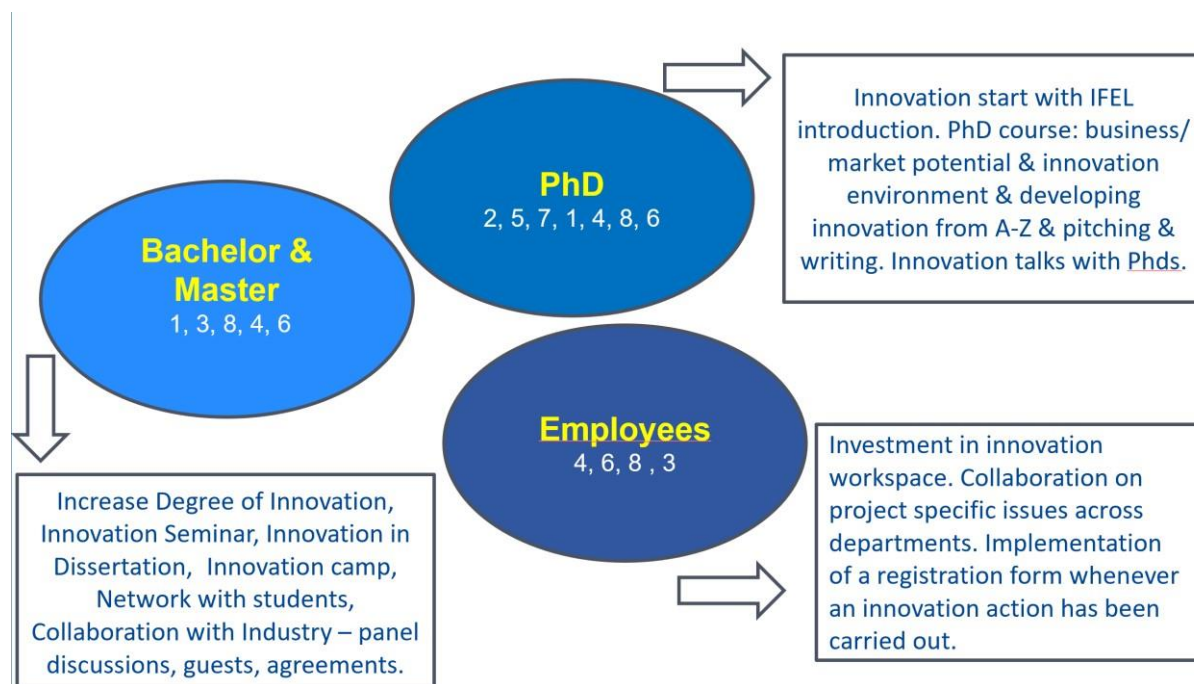 Bachelor &
Master
1, 3, 8, 4, 6
PhD
2, 5, 7, 1, 4, 8, 6
Employees
4, 6, 8 , 3
Innovation start with IFEL
introduction. PhD course: business/
market potential & innovation
environment & developing
innovation from A-Z & pitching &
writing. Innovation talks with Phds.
Increase Degree of Innovation,
Innovation Seminar, Innovation in
Dissertation,  Innovation camp,
Network with students,
Collaboration with Industry – panel
discussions, guests, agreements.
Investment in innovation
workspace. Collaboration on
project specific issues across
departments. Implementation
of a registration form whenever
an innovation action has been
carried out.